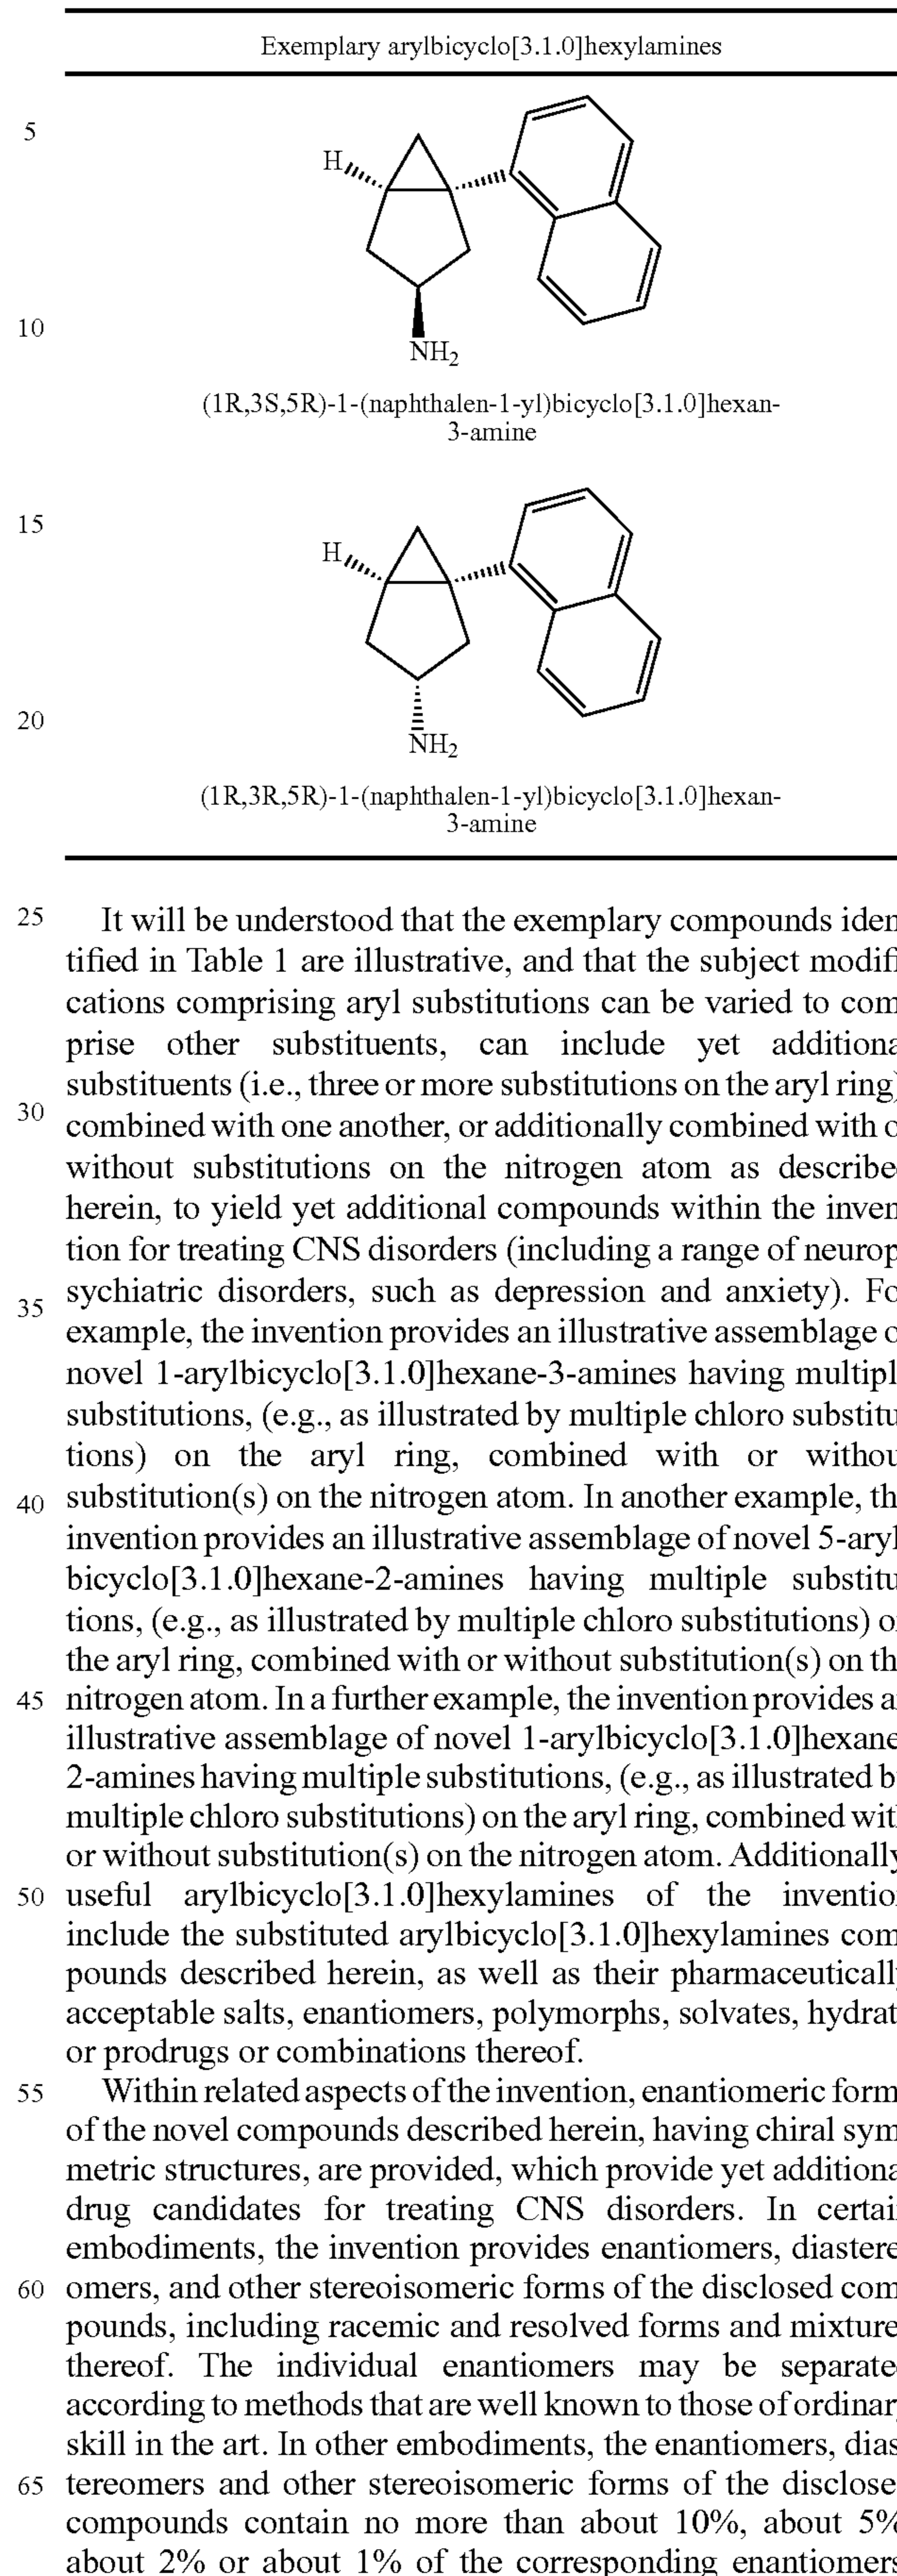 Exemplary arylbicyclo[3.1.0]hexylamines
5
H
10
NH2
(1R,3S,5R)-1-(naphthalen-1-yl)bicyclo[3.1.0]hexan-
3-amine
15
H
20
NH2
(1R,3R,5R)-1-(naphthalen-1-yl)bicyclo[3.1.0]hexan-
3-amine
25 It will be understood that the exemplary compounds iden
tified in Table 1 are illustrative, and that the subject modifi
cations comprising aryl substitutions can be varied to com
prise other substituents, can include yet additiona
substituents (i.e., three or more substitutions on the aryl ring)
30
combined with one another, or additionally combined with o
without substitutions on the nitrogen atom as describe
herein, to yield yet additional compounds within the inven
tion for treating CNS disorders (including a range of neurop
sychiatric disorders, such as depression and anxiety). Fo
35
example, the invention provides an illustrative assemblage o
novel 1-arylbicyclo[3.1.0]hexane-3-amines having multipl
substitutions, (e.g., as illustrated by multiple chloro substitu
tions) on the aryl ring, combined with or withou
40 substitution(s) on the nitrogen atom. In another example, th
invention provides an illustrative assemblage of novel 5-aryl
bicyclo[3.1.0]hexane-2-amines having multiple substitu
tions, (e.g., as illustrated by multiple chloro substitutions) o
the aryl ring, combined with or without substitution(s) on th
45 nitrogen atom. In a further example, the invention provides a
illustrative assemblage of novel 1-arylbicyclo[3.1.0]hexane
2-amines having multiple substitutions, (e.g., as illustrated b
multiple chloro substitutions) on the aryl ring, combined wit
or without substitution(s) on the nitrogen atom. Additionally
50 useful arylbicyclo[3.1.0]hexylamines of the inventio
include the substituted arylbicyclo[3.1.0]hexylamines com
pounds described herein, as well as their pharmaceuticall
acceptable salts, enantiomers, polymorphs, solvates, hydrat
or prodrugs or combinations thereof.
55 Within related aspects of the invention, enantiomeric form
of the novel compounds described herein, having chiral sym
metric structures, are provided, which provide yet additiona
drug candidates for treating CNS disorders. In certai
embodiments, the invention provides enantiomers, diastere
60 omers, and other stereoisomeric forms of the disclosed com
pounds, including racemic and resolved forms and mixture
thereof. The individual enantiomers may be separate
according to methods that are well known to those of ordinar
skill in the art. In other embodiments, the enantiomers, dias
65 tereomers and other stereoisomeric forms of the disclose
compounds contain no more than about 10%, about 5%
about 2% or about 1% of the corresponding enantiomers